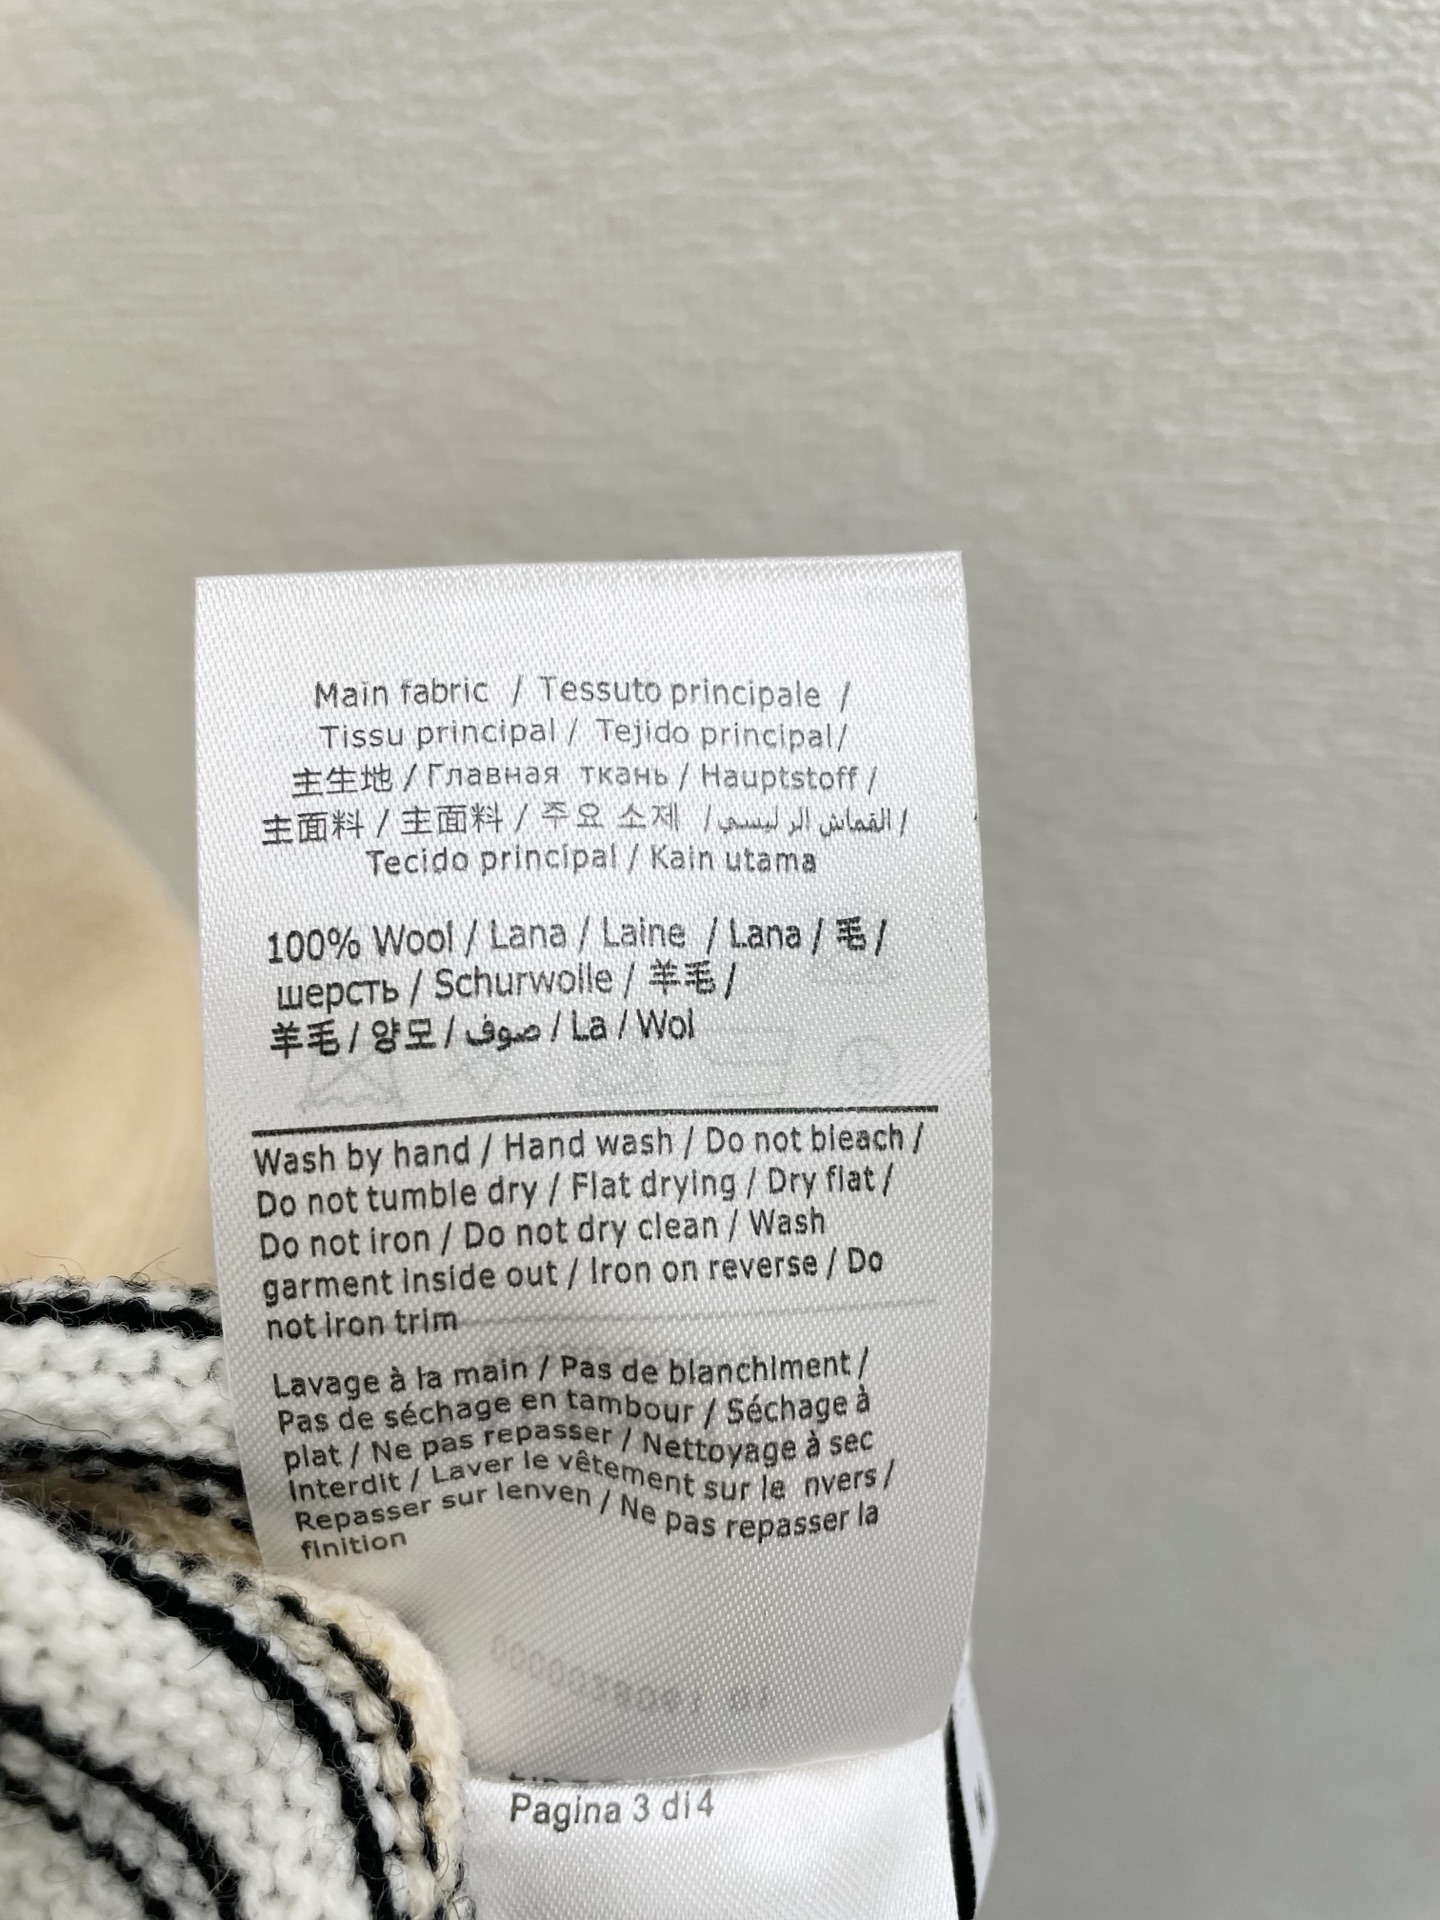 Main fabric / Tessuto principale /
Tissu principal / Tejido principal/
主生地 / Главная ткань / Hauptstoff /
主面料 / 主面料 / 주요 소제 / القماش الر ليسي /
Tecido principal / Kain utama
100% Wool / Lana / Laine / Lana / 毛 /
шерсть / Schurwolle / 羊毛 /
羊毛 / 양모 / صوف / La / Wol
Wash by hand / Hand wash / Do not bleach /
Do not tumble dry / Flat drying / Dry flat /
Do not iron / Do not dry clean / Wash
garment inside out / Iron on reverse / Do
not iron trim
Lavage à la main / Pas de blanchiment /
Pas de séchage en tambour / Séchage à
plat / Ne pas repasser / Nettoyage à sec
Interdit / Laver le vêtement sur le nvers /
Repasser sur lenven / Ne pas repasser la
finition
Pagina 3 di 4